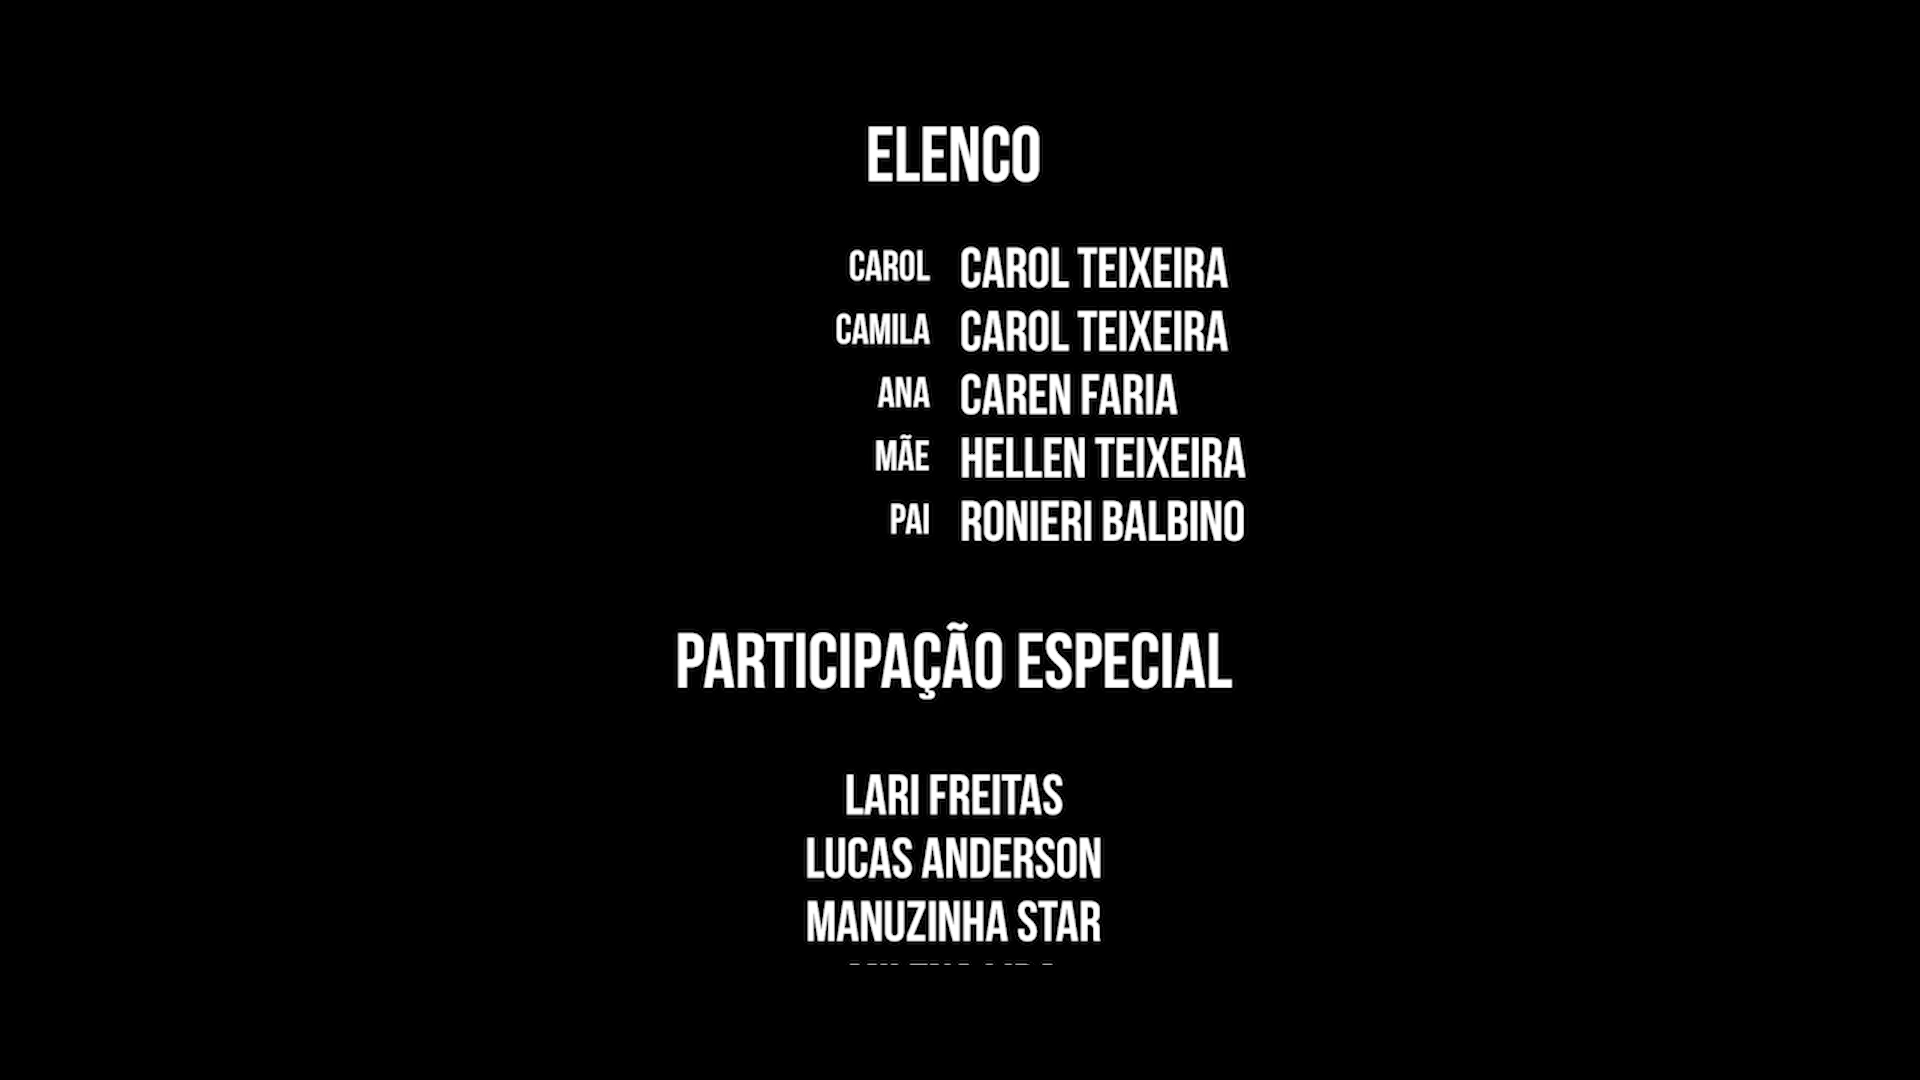 ELENCO
CAROL CAROL TEIXEIRA
CAMILA CAROL TEIXEIRA
ANA CAREN FARIA
MÃE HELLEN TEIXEIRA
PAI RONIERI BALBINO
PARTICIPAÇÃO ESPECIAL
LARI FREITAS
LUCAS ANDERSON
MANUZINHA STAR